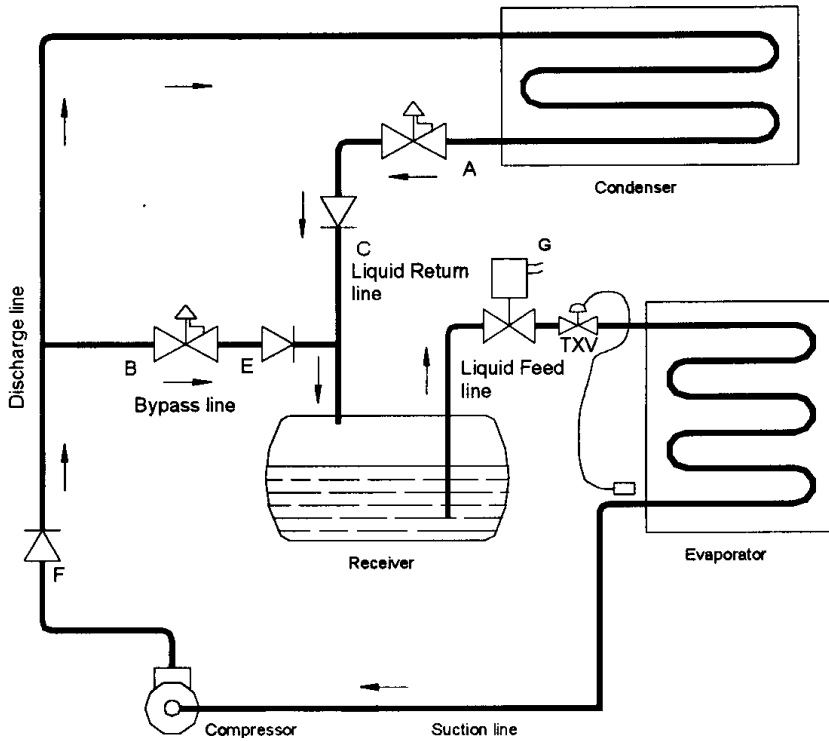 A
Condenser
C
Liquid Return
line
G
TXV
Liquid Feed
line
Discharge line
B
E
Bypass line
Receiver
Evaporator
F
Compressor
Suction line